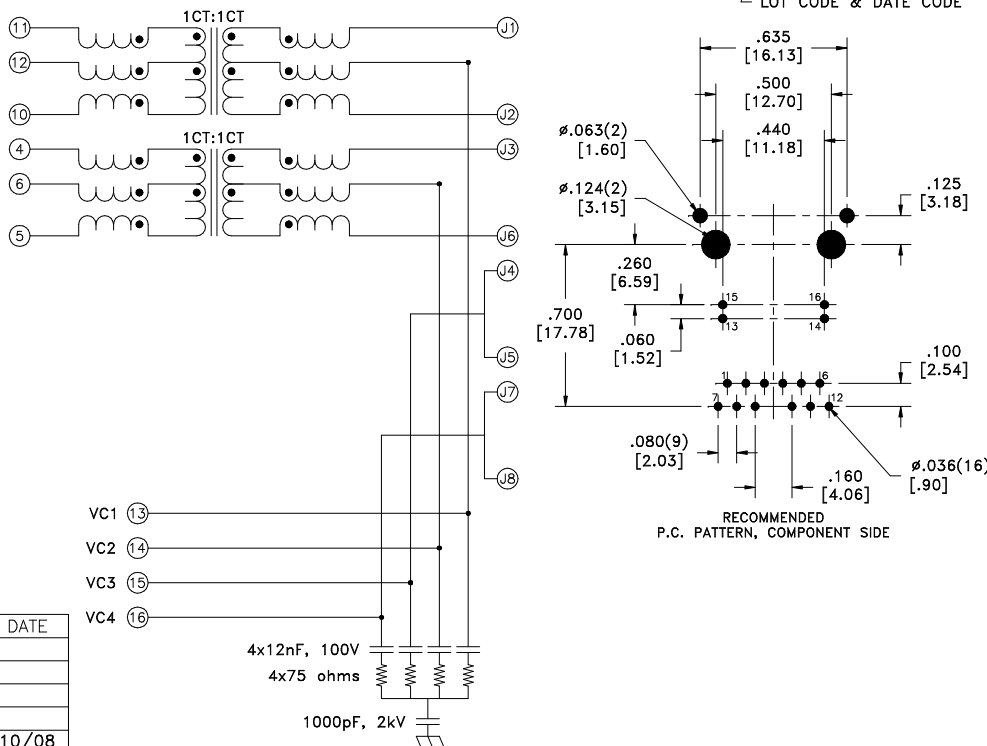 LOT CODE & DATE CODE
1CT:1CT
11
J1
12
10
J2
1CT:1CT
4
J3
6
5
J6
J4
J5
J7
J8
VC1 13
VC2 14
VC3 15
VC4 16
4x12nF, 100V
4x75 ohms
1000pF, 2kV
DATE
10/08
.635
[16.13]
.500
[12.70]
ø.063(2)
[1.60]
.440
[11.18]
ø.124(2)
[3.15]
.125
[3.18]
.260
[6.59]
15
16
.700
[17.78]
13
14
.060
[1.52]
.100
[2.54]
1
6
7
12
.080(9)
[2.03]
.160
[4.06]
ø.036(16)
[.90]
RECOMMENDED
P.C. PATTERN, COMPONENT SIDE